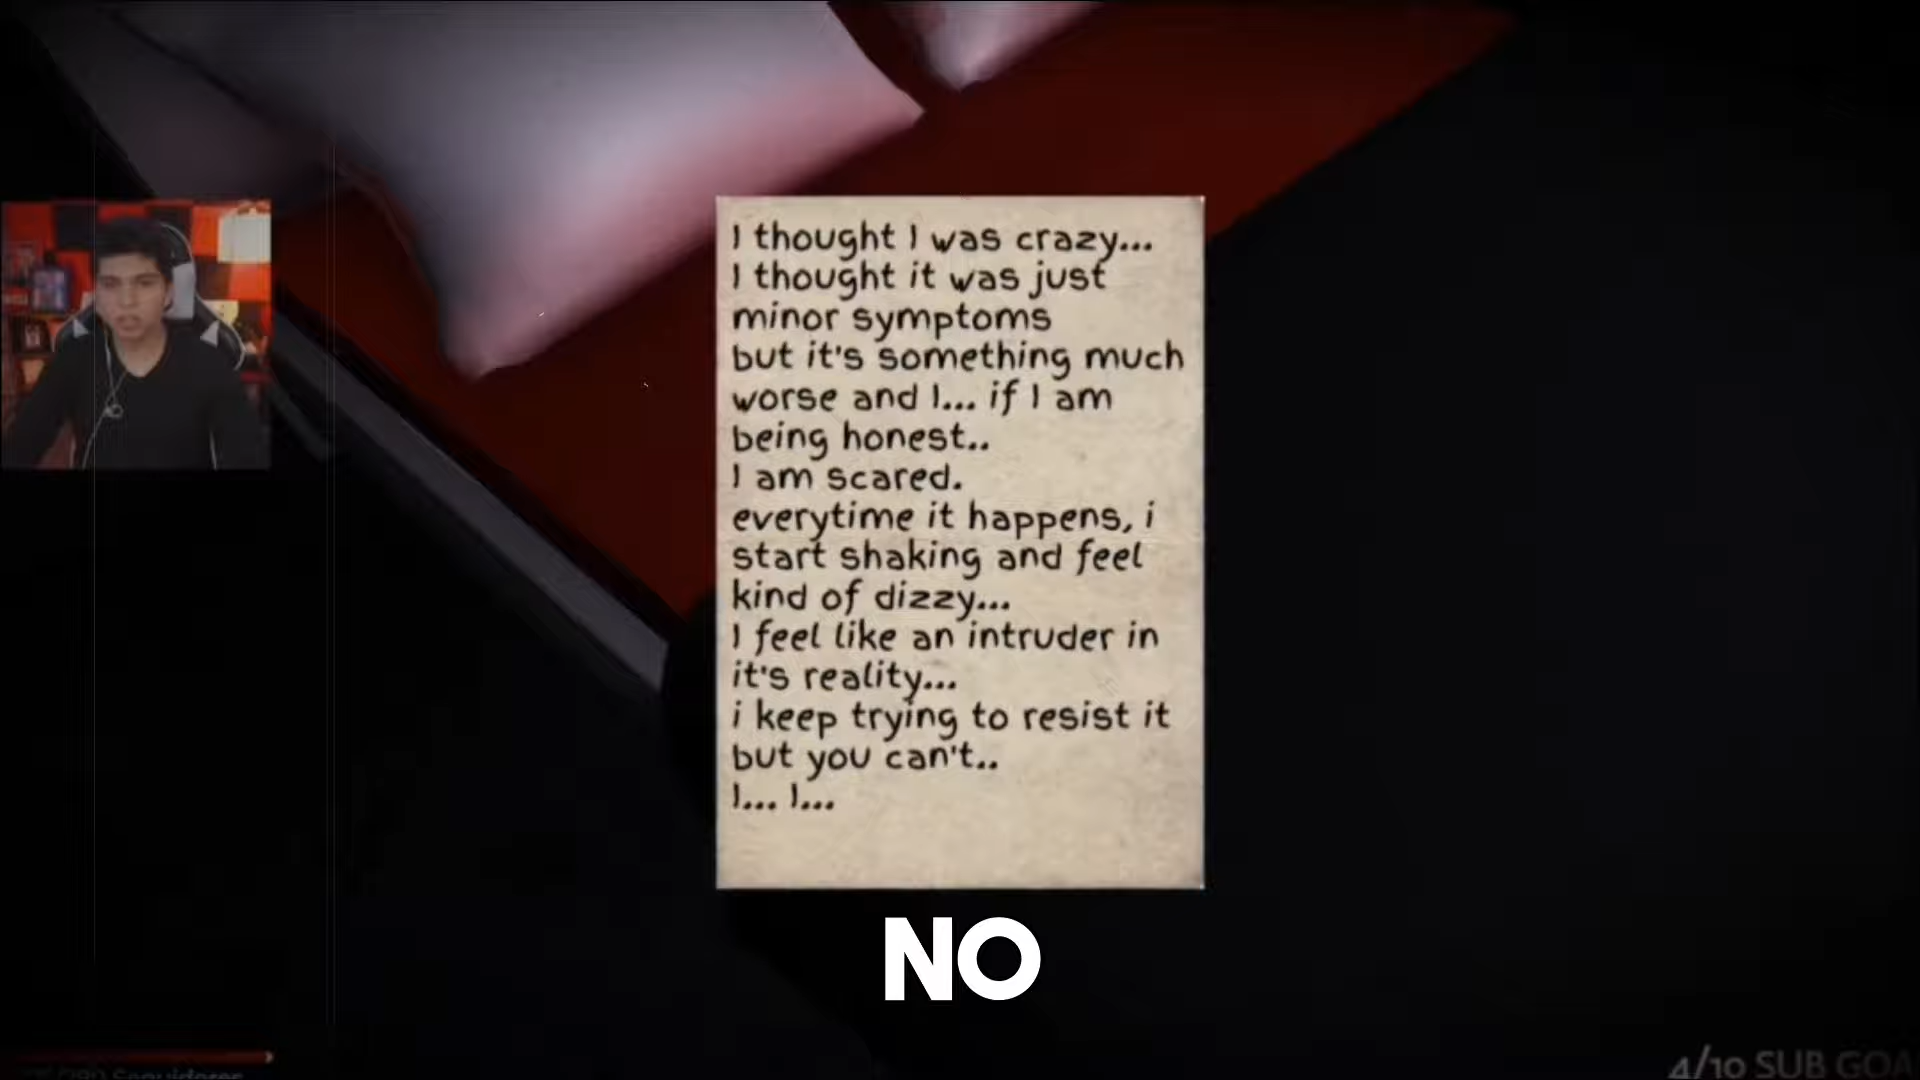 I thought I was crazy...
I thought it was just
minor symptoms
but it's something much
worse and I... if I am
being honest..
I am scared.
everytime it happens, i
start shaking and feel
kind of dizzy...
I feel like an intruder in
it's reality...
i keep trying to resist it
but you can't..
I... I...
NO
Seguidores
4/10 SUB GOA